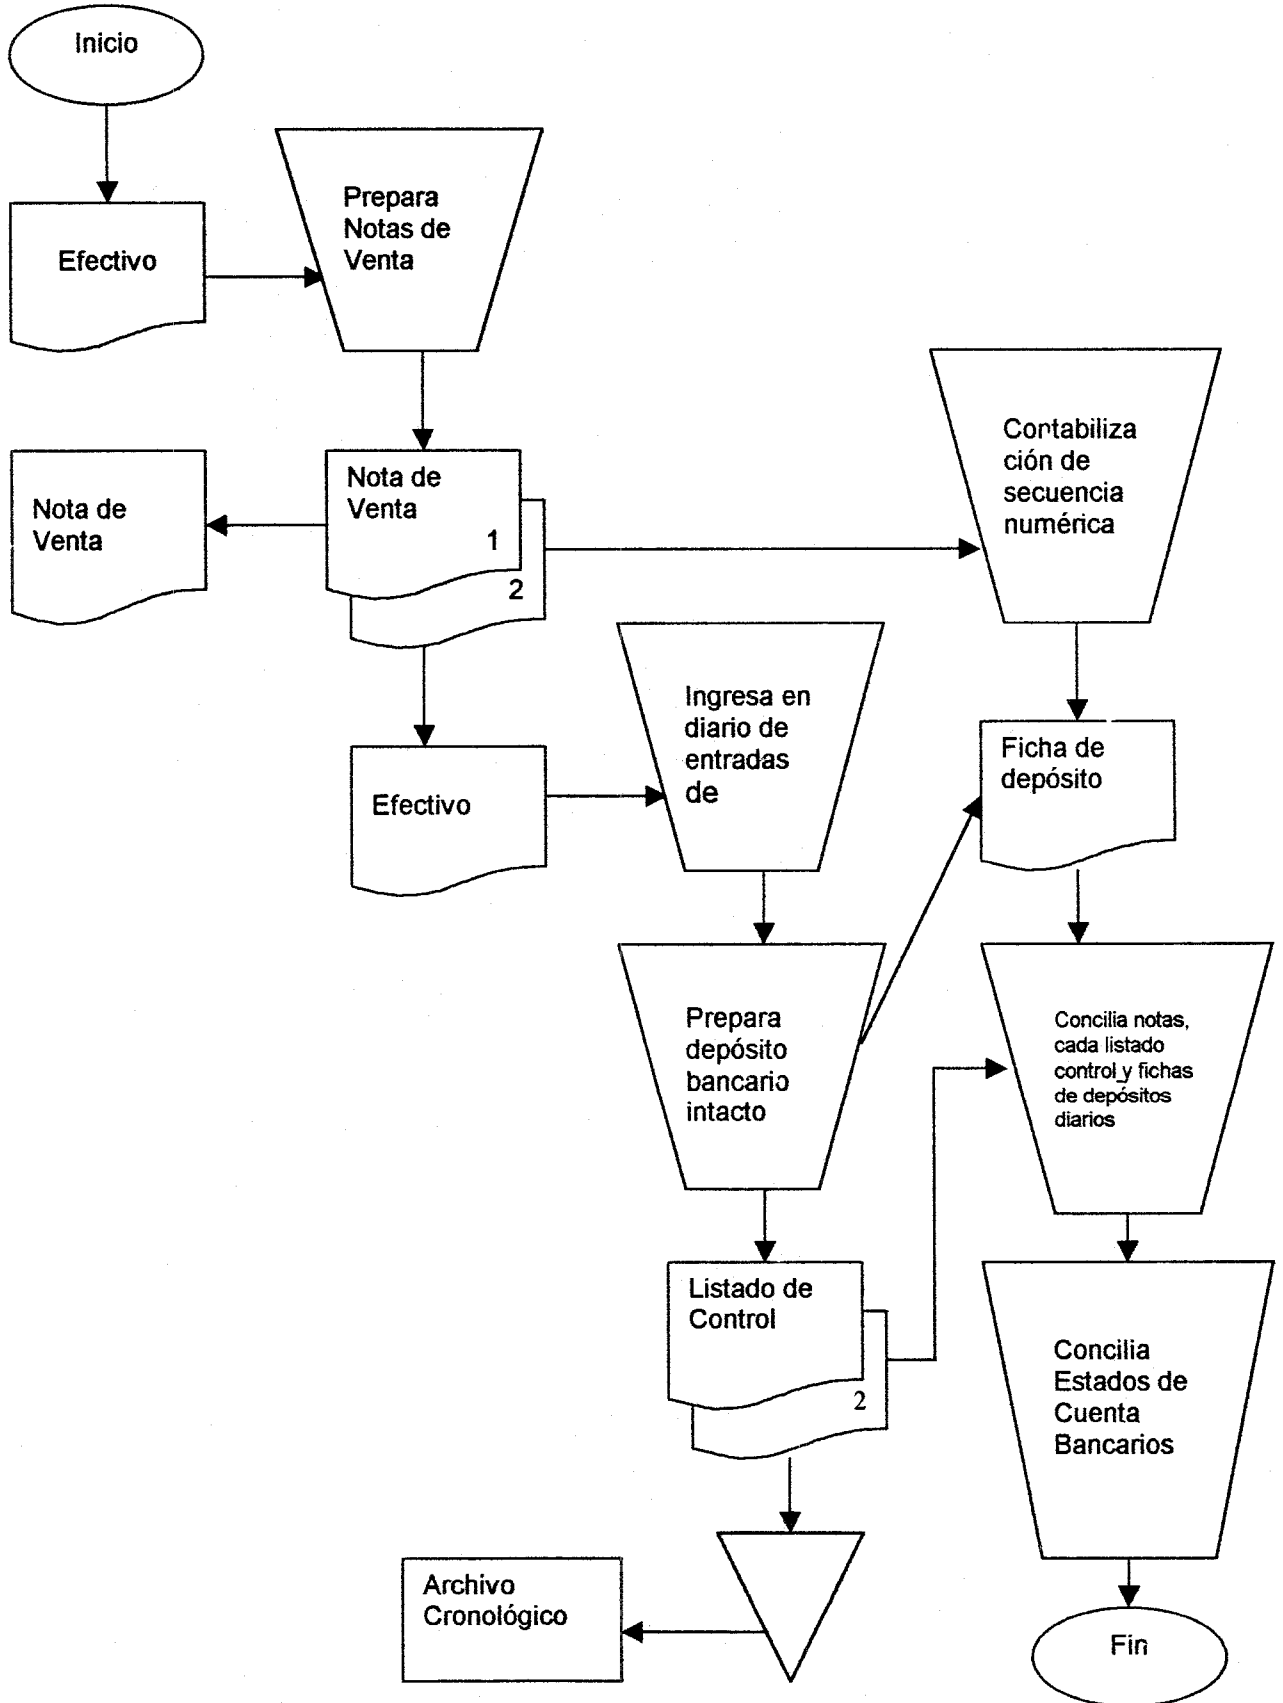 Inicio
Prepara
Notas de
Venta
Efectivo
Contabiliza
ción de
secuencia
numérica
Nota de
Venta
1
2
Nota de
Venta
Ingresa en
diario de
entradas
de
Ficha de
depósito
Efectivo
Prepara
depósito
bancario
intacto
Concilia notas,
cada listado
control y fichas
de depósitos
diarios
Listado de
Control
2
Concilia
Estados de
Cuenta
Bancarios
Archivo
Cronológico
Fin